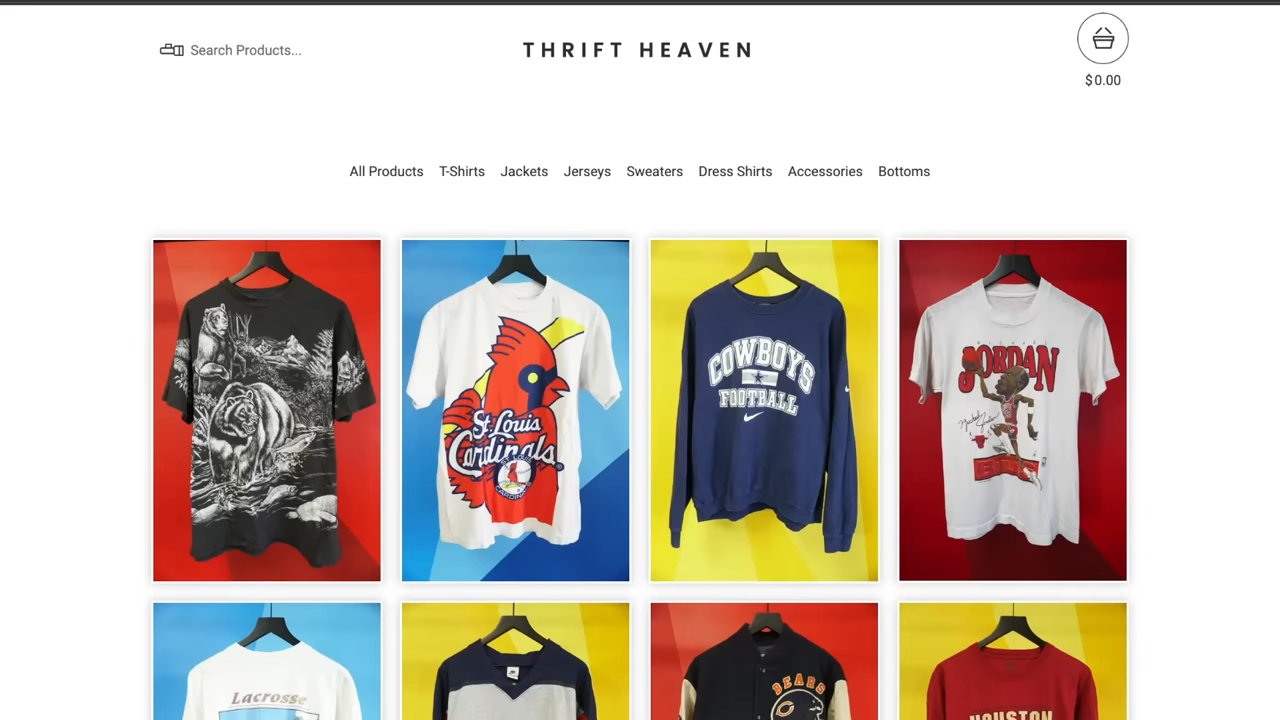 Search Products...
THRIFT HEAVEN
$0.00
All Products T-Shirts Jackets Jerseys Sweaters Dress Shirts Accessories Bottoms
St. Louis
Cardinals
COWBOYS
FOOTBALL
JORDAN
Lacrosse
BEARS
HOUSTON